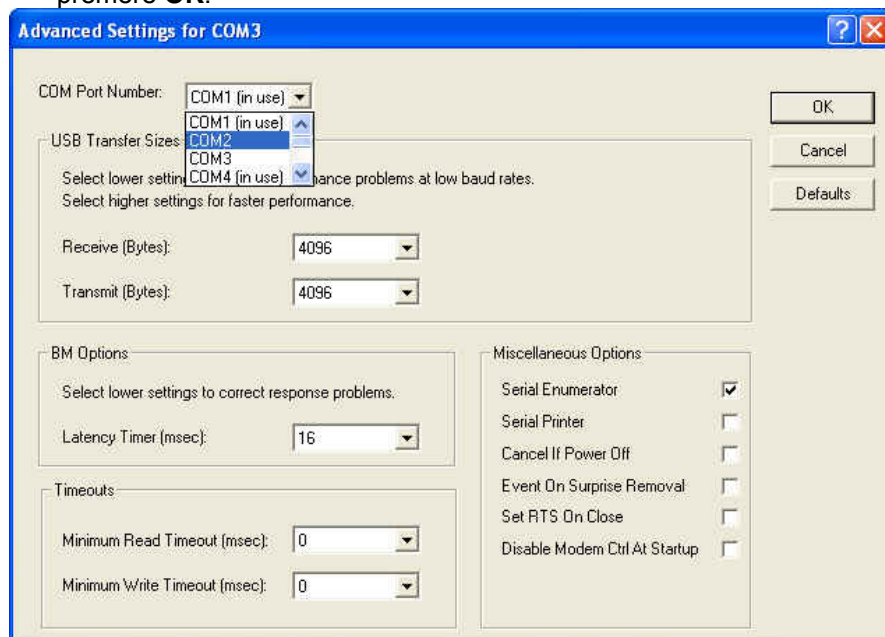 premere OK.
Advanced Settings for COM3
COM Port Number:
COM1 (in use)
COM1 (in use)
COM2
COM3
COM4 (in use)
OK
Cancel
Defaults
USB Transfer Sizes
Select lower mance problems at low baud rates.
Select higher settings for faster performance.
Receive (Bytes): 4096
Transmit (Bytes): 4096
BM Options
Select lower settings to correct response problems.
Latency Timer (msec): 16
Timeouts
Minimum Read Timeout (msec): 0
Minimum Write Timeout (msec): 0
Miscellaneous Options
Serial Enumerator
Serial Printer
Cancel If Power Off
Event On Surprise Removal
Set RTS On Close
Disable Modem Ctrl At Startup